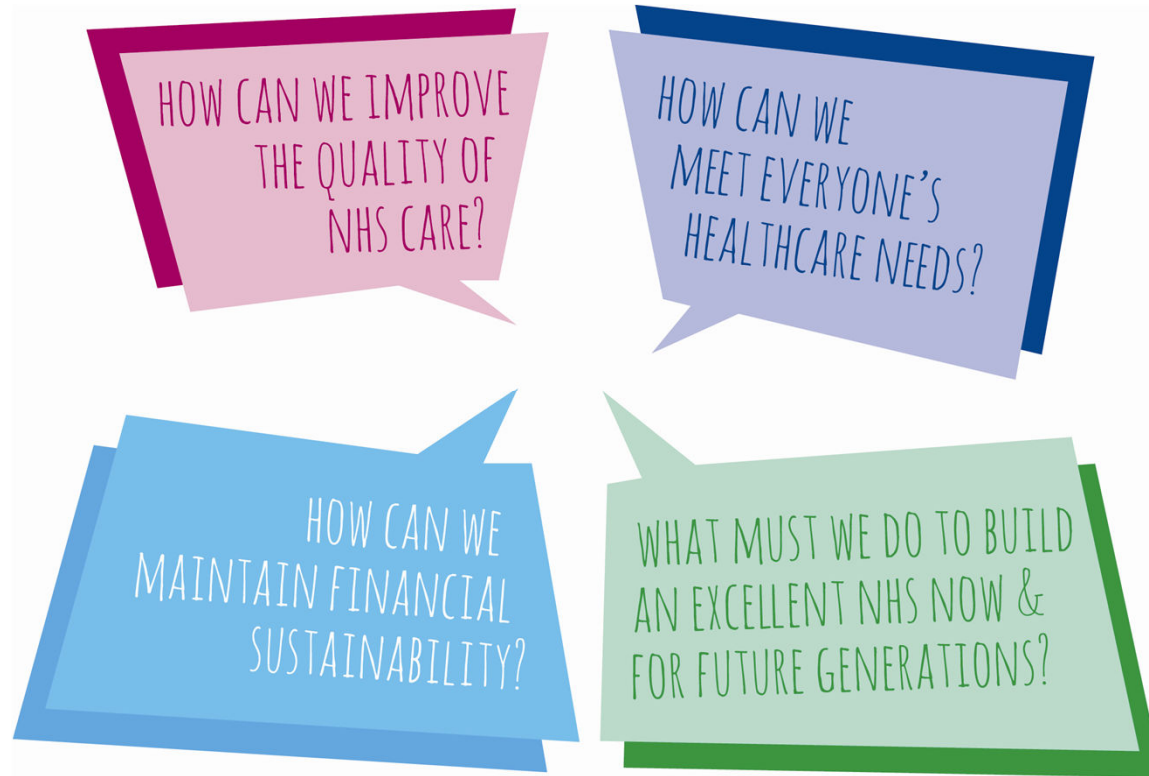 HOW CAN WE IMPROVE
THE QUALITY OF
NHS CARE?
HOW CAN WE
MEET EVERYONE'S
HEALTHCARE NEEDS?
HOW CAN WE
MAINTAIN FINANCIAL
SUSTAINABILITY?
WHAT MUST WE DO TO BUILD
AN EXCELLENT NHS NOW &
FOR FUTURE GENERATIONS?